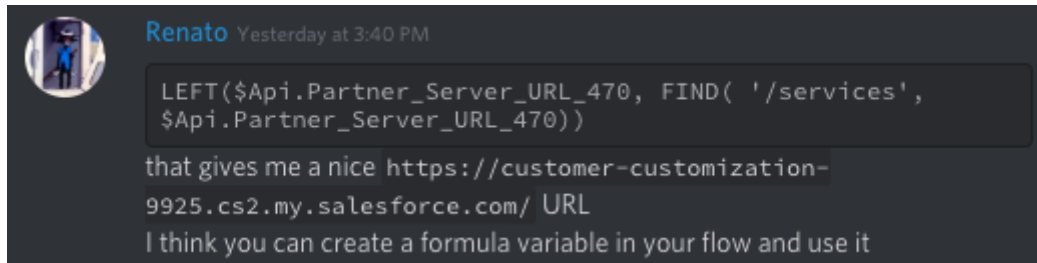 Renato Yesterday at 3:40 PM
LEFT($Api.Partner_Server_URL_470, FIND( '/services',
$Api.Partner_Server_URL_470))
that gives me a nice https://customer-customization-
9925.cs2.my.salesforce.com/ URL
I think you can create a formula variable in your flow and use it